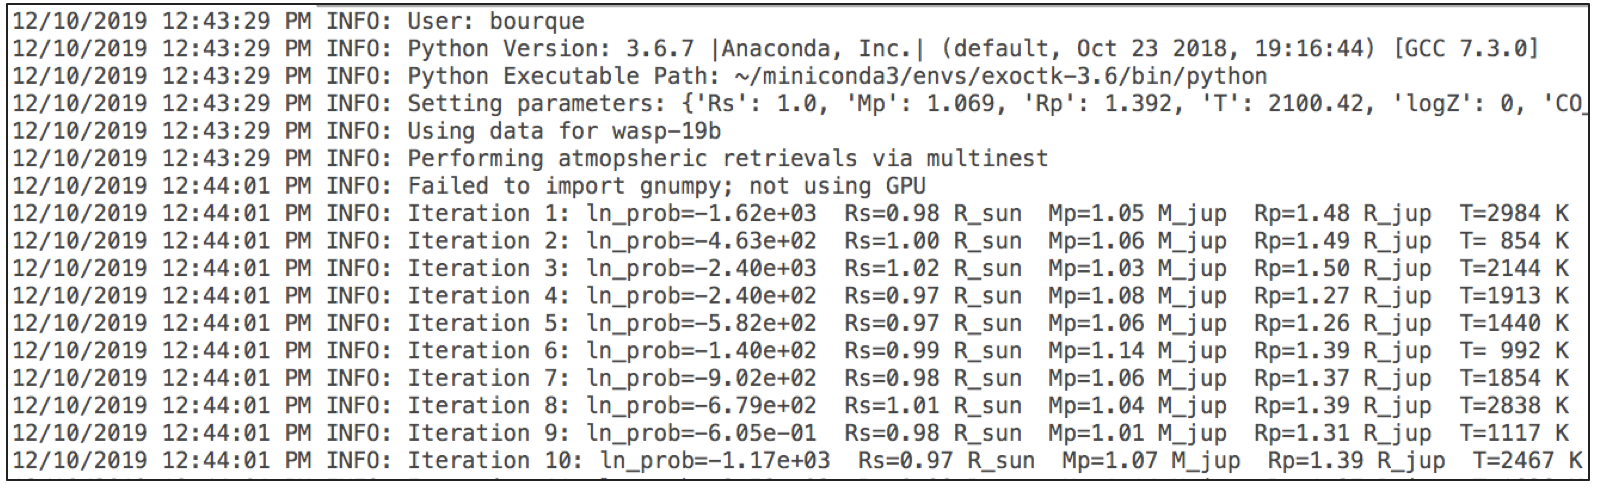 12/10/2019 12:43:29 PM INFO: User: bourque
12/10/2019 12:43:29 PM INFO: Python Version: 3.6.7 |Anaconda, Inc.| (default, Oct 23 2018, 19:16:44) [GCC 7.3.0]
12/10/2019 12:43:29 PM INFO: Python Executable Path: ~/miniconda3/envs/exoctk-3.6/bin/python
12/10/2019 12:43:29 PM INFO: Setting parameters: {'Rs': 1.0, 'Mp': 1.069, 'Rp': 1.392, 'T': 2100.42, 'logZ': 0, 'CO_
12/10/2019 12:43:29 PM INFO: Using data for wasp-19b
12/10/2019 12:43:29 PM INFO: Performing atmopsheric retrievals via multinest
12/10/2019 12:44:01 PM INFO: Failed to import gnumpy; not using GPU
12/10/2019 12:44:01 PM INFO: Iteration 1: ln_prob=-1.62e+03  Rs=0.98 R_sun  Mp=1.05 M_jup  Rp=1.48 R_jup  T=2984 K
12/10/2019 12:44:01 PM INFO: Iteration 2: ln_prob=-4.63e+02  Rs=1.00 R_sun  Mp=1.06 M_jup  Rp=1.49 R_jup  T= 854 K
12/10/2019 12:44:01 PM INFO: Iteration 3: ln_prob=-2.40e+03  Rs=1.02 R_sun  Mp=1.03 M_jup  Rp=1.50 R_jup  T=2144 K
12/10/2019 12:44:01 PM INFO: Iteration 4: ln_prob=-2.40e+02  Rs=0.97 R_sun  Mp=1.08 M_jup  Rp=1.27 R_jup  T=1913 K
12/10/2019 12:44:01 PM INFO: Iteration 5: ln_prob=-5.82e+02  Rs=0.97 R_sun  Mp=1.06 M_jup  Rp=1.26 R_jup  T=1440 K
12/10/2019 12:44:01 PM INFO: Iteration 6: ln_prob=-1.40e+02  Rs=0.99 R_sun  Mp=1.14 M_jup  Rp=1.39 R_jup  T= 992 K
12/10/2019 12:44:01 PM INFO: Iteration 7: ln_prob=-9.02e+02  Rs=0.98 R_sun  Mp=1.06 M_jup  Rp=1.37 R_jup  T=1854 K
12/10/2019 12:44:01 PM INFO: Iteration 8: ln_prob=-6.79e+02  Rs=1.01 R_sun  Mp=1.04 M_jup  Rp=1.39 R_jup  T=2838 K
12/10/2019 12:44:01 PM INFO: Iteration 9: ln_prob=-6.05e-01  Rs=0.98 R_sun  Mp=1.01 M_jup  Rp=1.31 R_jup  T=1117 K
12/10/2019 12:44:01 PM INFO: Iteration 10: ln_prob=-1.17e+03  Rs=0.97 R_sun  Mp=1.07 M_jup  Rp=1.39 R_jup  T=2467 K